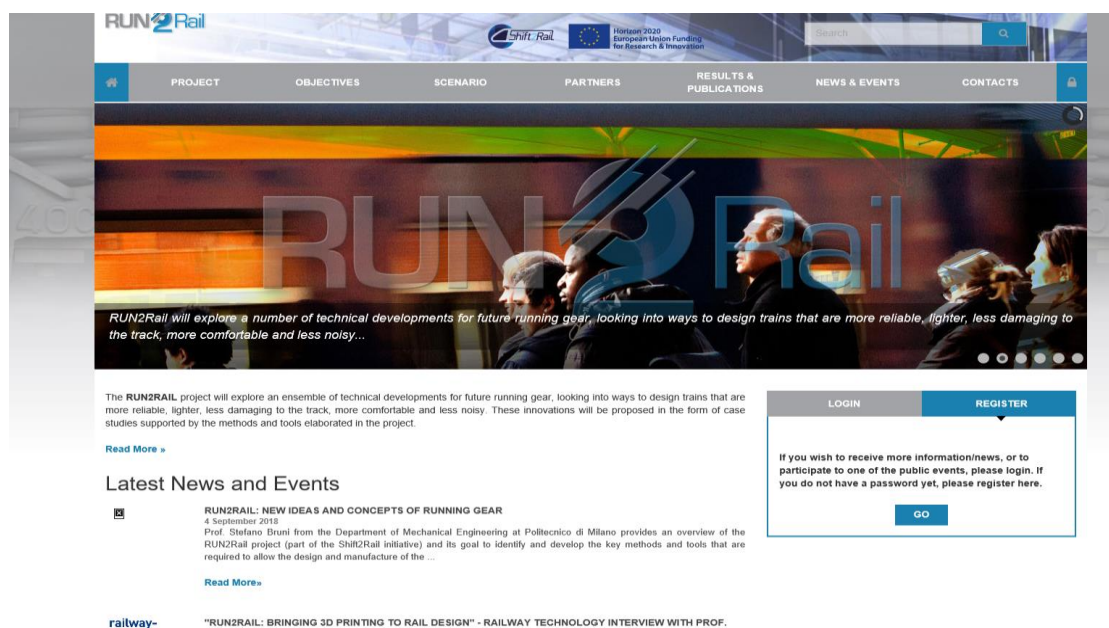 RUN2Rail
Shift2Rail
Horizon 2020
European Union Funding
for Research & Innovation
Search
PROJECT
OBJECTIVES
SCENARIO
PARTNERS
RESULTS &
PUBLICATIONS
NEWS & EVENTS
CONTACTS
RUN2Rail
RUN2Rail will explore a number of technical developments for future running gear, looking into ways to design trains that are more reliable, lighter, less damaging to
the track, more comfortable and less noisy...
The RUN2RAIL project will explore an ensemble of technical developments for future running gear, looking into ways to design trains that are
more reliable, lighter, less damaging to the track, more comfortable and less noisy. These innovations will be proposed in the form of case
studies supported by the methods and tools elaborated in the project.
Read More »
LOGIN
REGISTER
If you wish to receive more information/news, or to
participate to one of the public events, please login. If
you do not have a password yet, please register here.
GO
Latest News and Events
RUN2RAIL: NEW IDEAS AND CONCEPTS OF RUNNING GEAR
4 September 2018
Prof. Stefano Bruni from the Department of Mechanical Engineering at Politecnico di Milano provides an overview of the
RUN2Rail project (part of the Shift2Rail initiative) and its goal to identify and develop the key methods and tools that are
required to allow the design and manufacture of the ...
Read More»
railway-
"RUN2RAIL: BRINGING 3D PRINTING TO RAIL DESIGN" - RAILWAY TECHNOLOGY INTERVIEW WITH PROF.